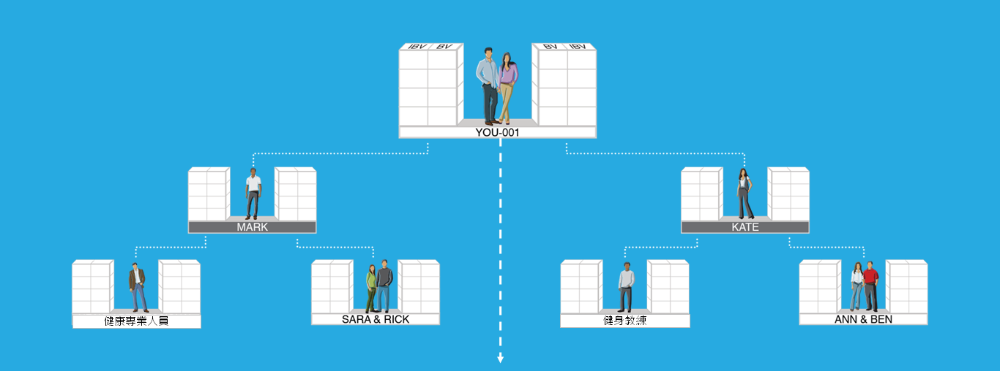 IBV BV BV IBV
YOU-001
MARK
KATE
健康專業人員
SARA & RICK
健身教練
ANN & BEN